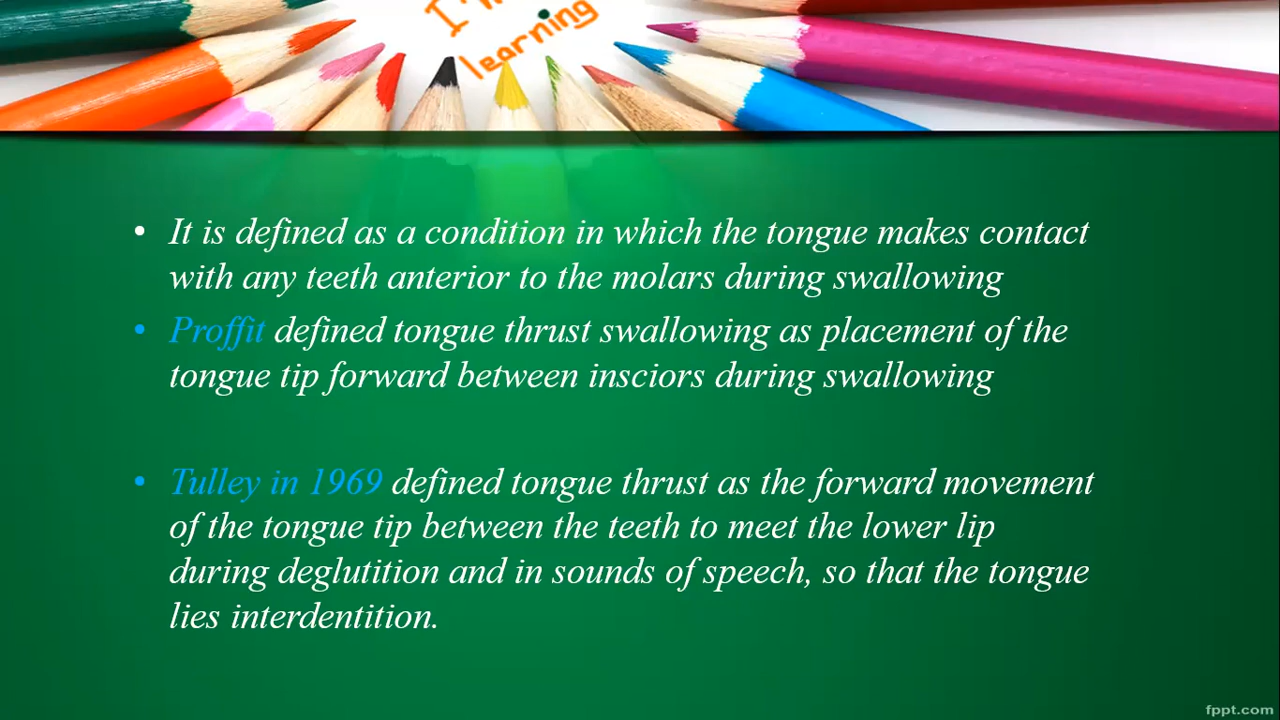 I'm
learning
• It is defined as a condition in which the tongue makes contact
with any teeth anterior to the molars during swallowing
• Proffit defined tongue thrust swallowing as placement of the
tongue tip forward between insciors during swallowing
• Tulley in 1969 defined tongue thrust as the forward movement
of the tongue tip between the teeth to meet the lower lip
during deglutition and in sounds of speech, so that the tongue
lies interdentition.
fppt.com